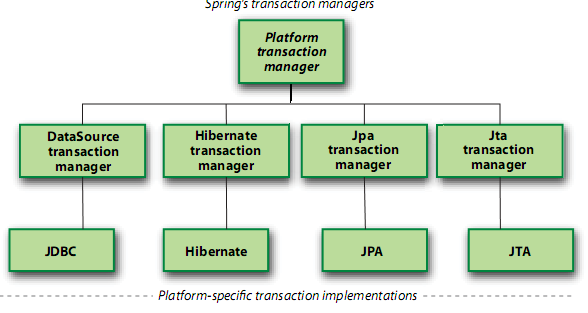 Spring's transaction managers
Platform
transaction
manager
DataSource
transaction
manager
Hibernate
transaction
manager
Jpa
transaction
manager
Jta
transaction
manager
JDBC
Hibernate
JPA
JTA
Platform-specific transaction implementations